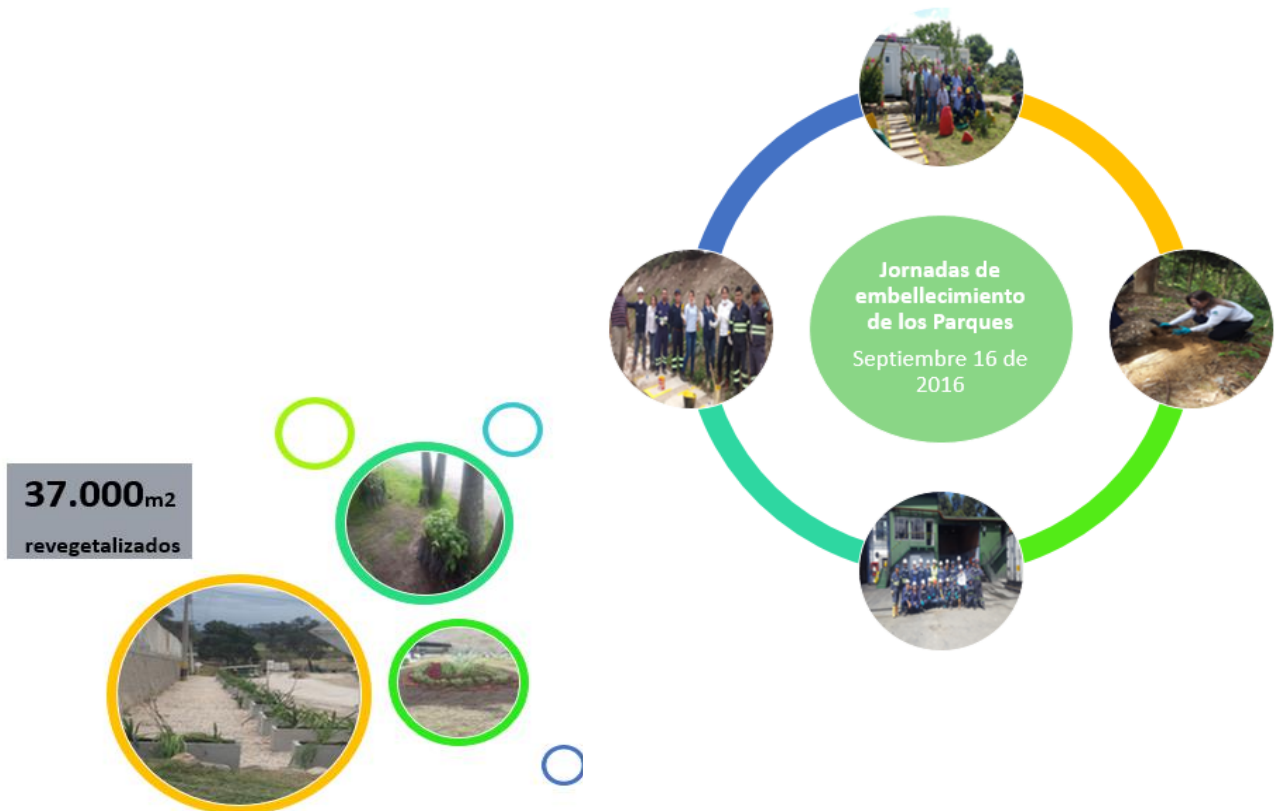 Jornadas de
embellecimiento
de los Parques
Septiembre 16 de
2016
37.000m2
revegetalizados